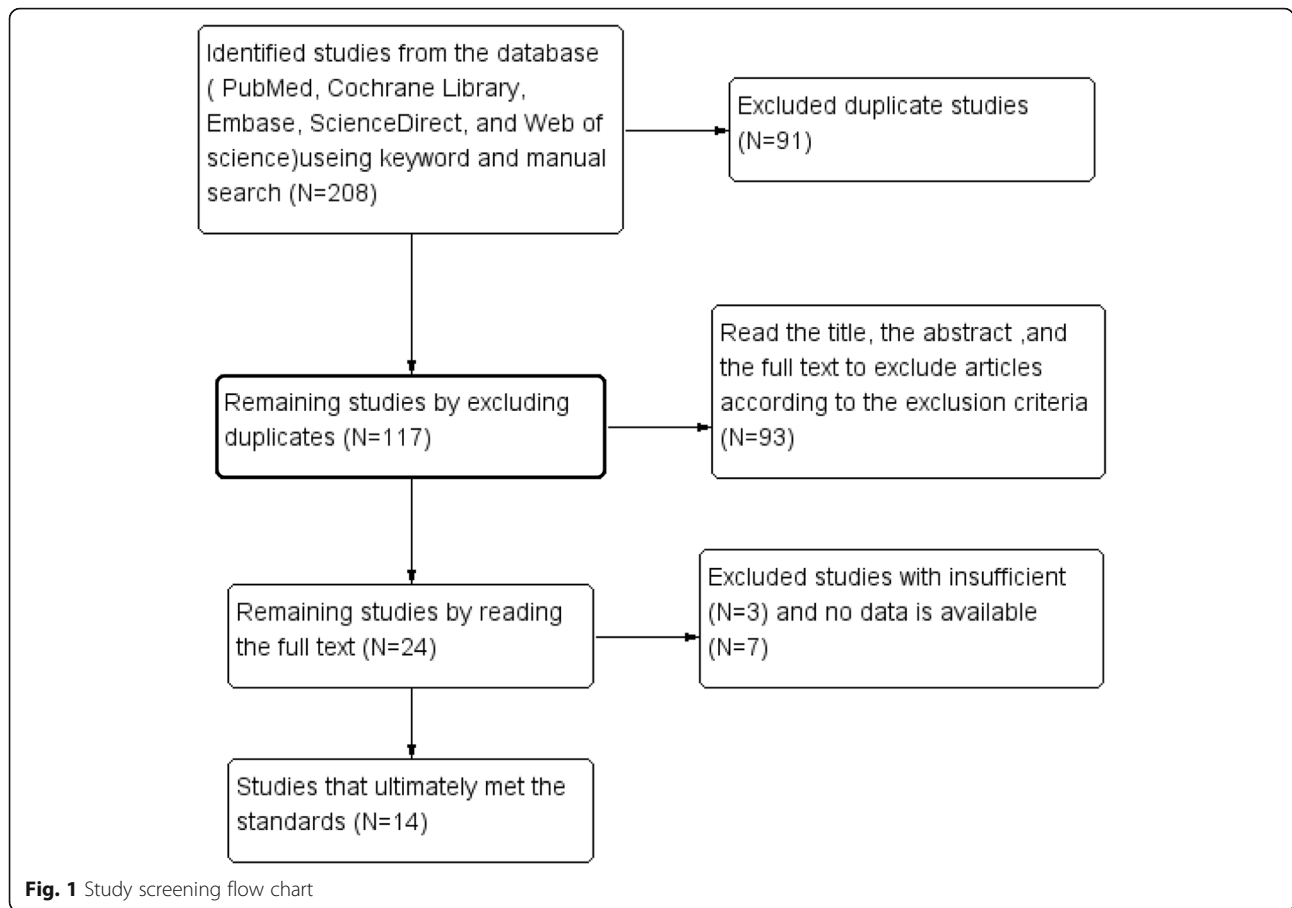 Identified studies from the database
( PubMed, Cochrane Library,
Embase, ScienceDirect, and Web of
science)useing keyword and manual
search (N=208)
Excluded duplicate studies
(N=91)
Read the title, the abstract ,and
the full text to exclude articles
according to the exclusion criteria
(N=93)
Remaining studies by excluding
duplicates (N=117)
Excluded studies with insufficient
(N=3) and no data is available
(N=7)
Remaining studies by reading
the full text (N=24)
Studies that ultimately met the
standards (N=14)
Fig. 1 Study screening flow chart